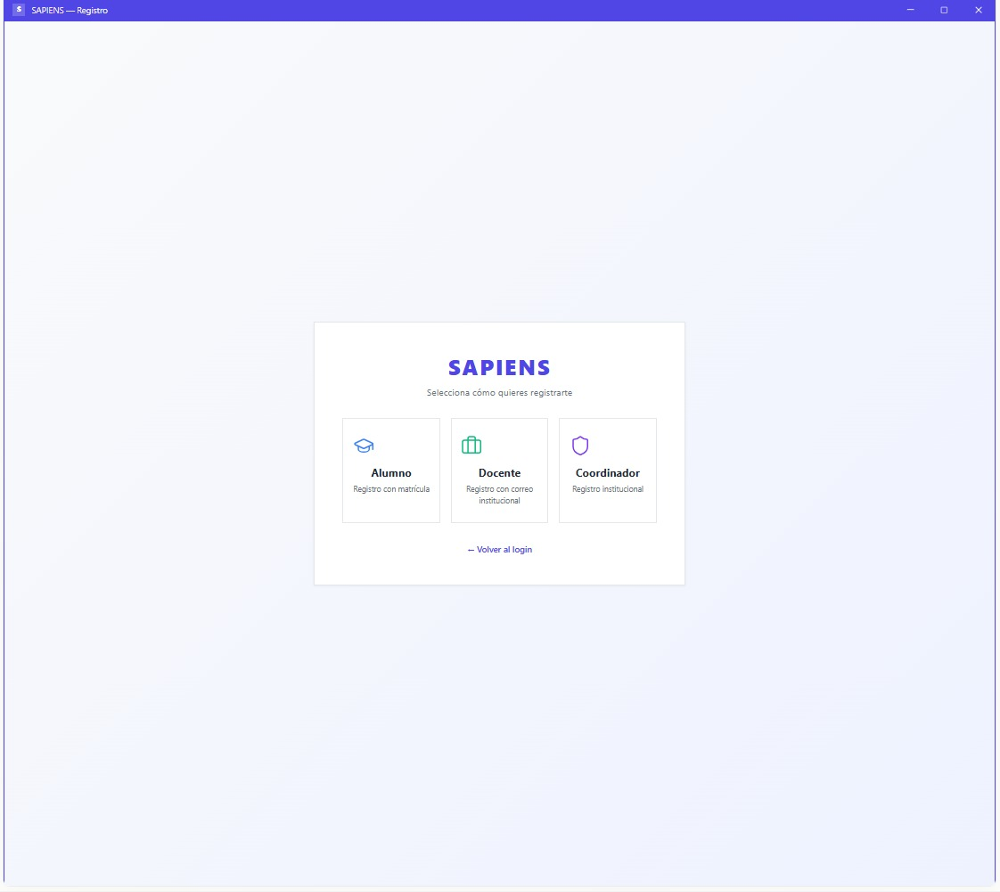 S SAPIENS — Registro
SAPIENS
Selecciona cómo quieres registrarte
Alumno
Registro con matrícula
Docente
Registro con correo
institucional
Coordinador
Registro institucional
← Volver al login